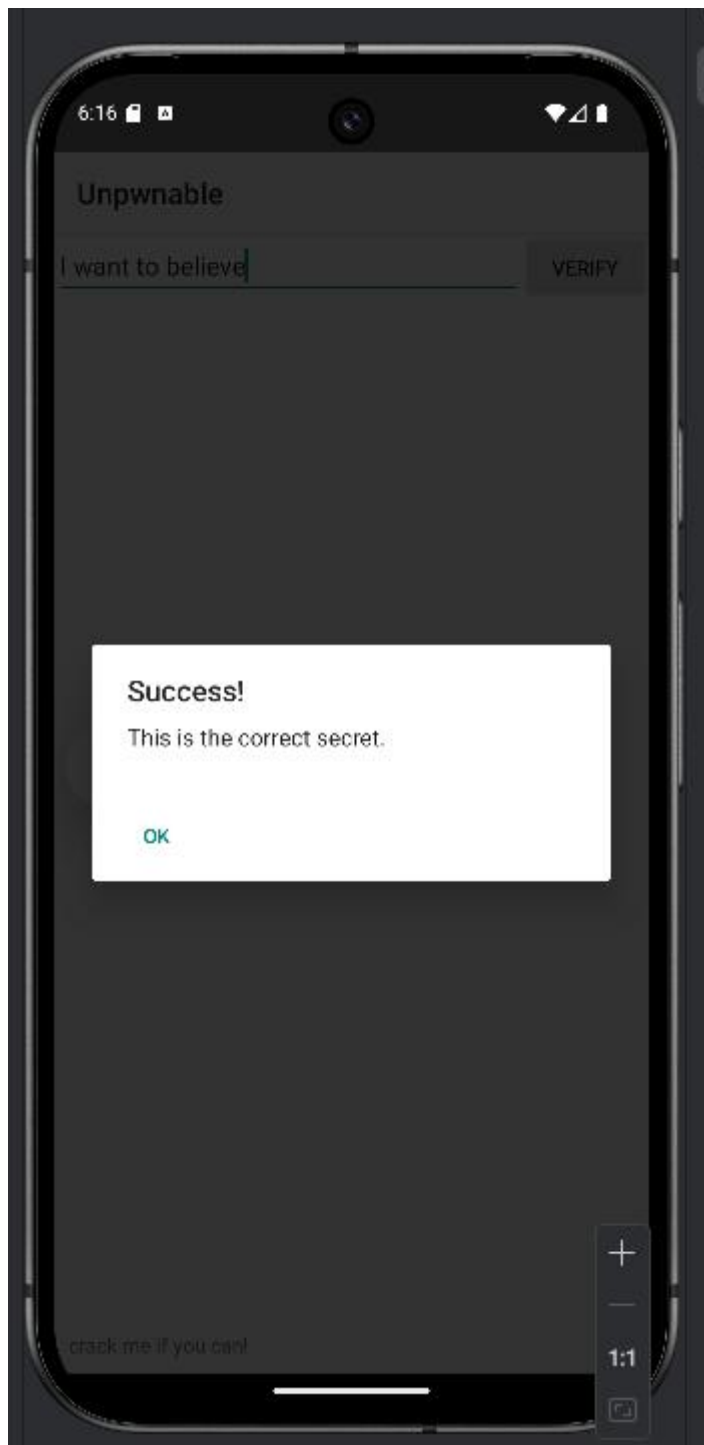 6:16
Unpwnable
I want to believe
VERIFY
Success!
This is the correct secret.
OK
crack me if you can!
1:1